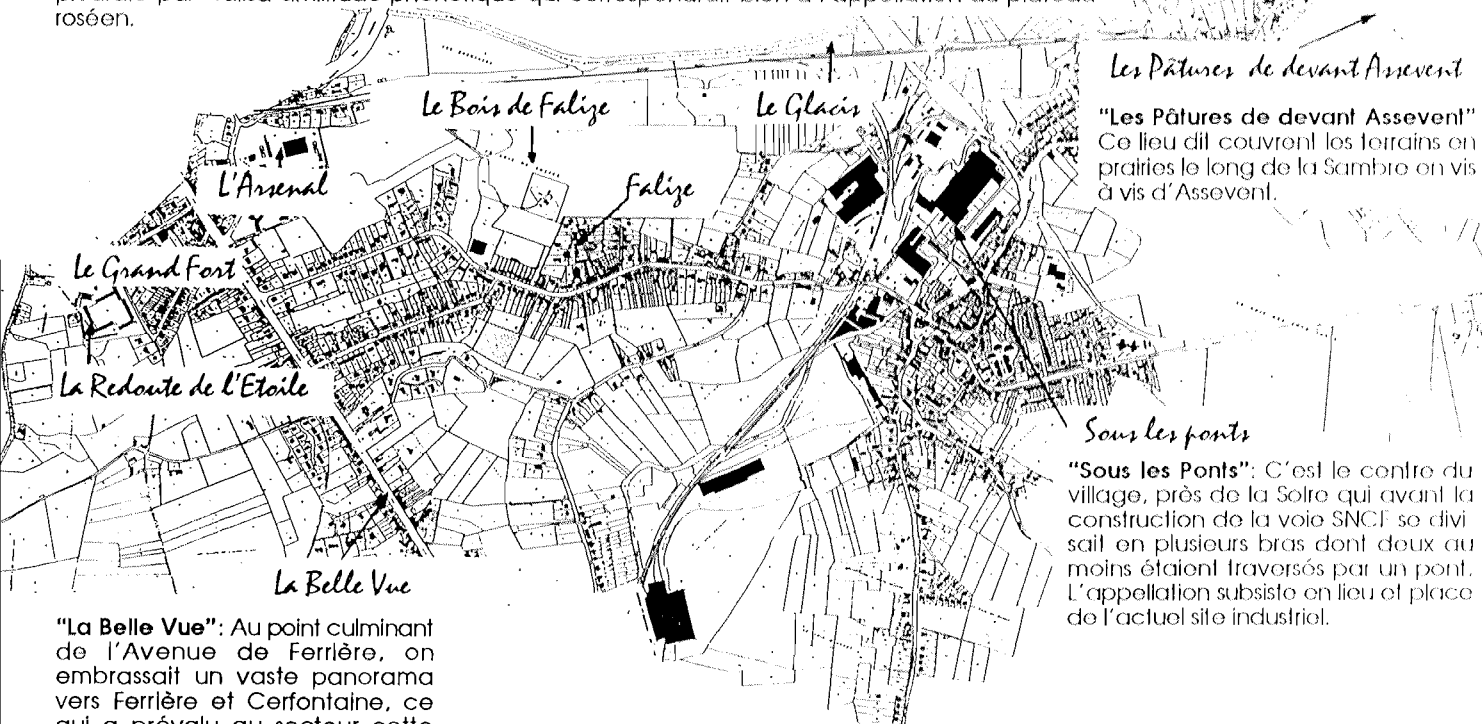 roséen.
Les Pâtures de devant Assevent
Le Bois de Falize
Le Glacis
"Les Pâtures de devant Assevent"
Ce lieu dit couvrent les terrains en
prairies le long de la Sambre en vis
à vis d'Assevent.
L'Arsenal
Falize
Le Grand Fort
La Redoute de l'Etoile
Sous les ponts
"Sous les Ponts": C'est le centre du
village, près de la Solre qui avant la
construction de la voie SNCF se divi
sait en plusieurs bras dont deux au
moins étaient traversés par un pont.
L'appellation subsiste en lieu et place
de l'actuel site industriel.
La Belle Vue
"La Belle Vue": Au point culminant
de l'Avenue de Ferrière, on
embrassait un vaste panorama
vers Ferrière et Cerfontaine, ce
qui a prévalu au secteur cette